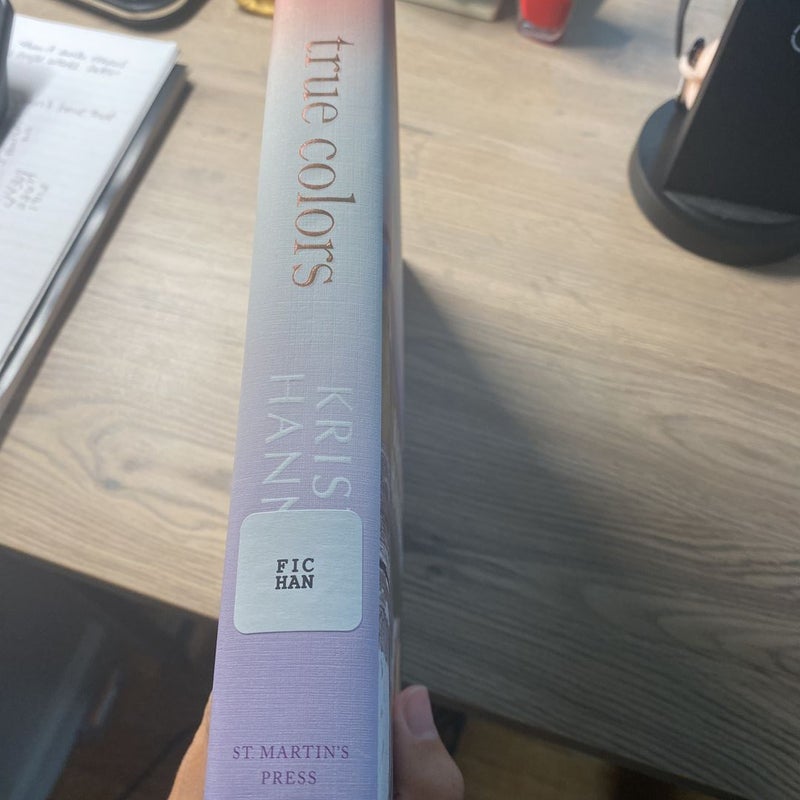 true colors
KRIS
HANN
FIC
HAN
ST. MARTIN'S
PRESS